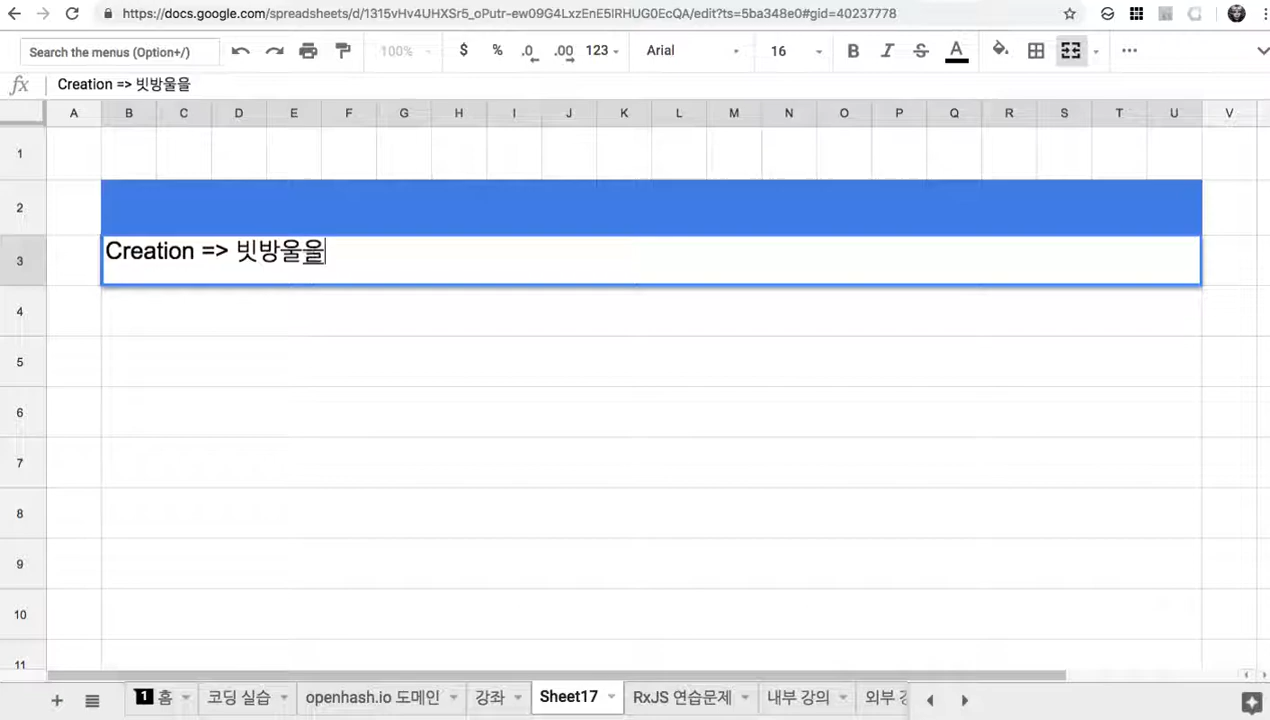 https://docs.google.com/spreadsheets/d/1315vHv4UHXSr5_oPutr-ew09G4LxzEnE5IRHUG0EcQA/edit?ts=5ba348e0#gid=40237778
Search the menus (Option+/) 100% $ % .0 .00 123 Arial 16 B I S A
fx Creation => 빗방울을
A B C D E F G H I J K L M N O P Q R S T U V
1
2
3 Creation => 빗방울을
4
5
6
7
8
9
10
11
1 홈 코딩 실습 openhash.io 도메인 강좌 Sheet17 RxJS 연습문제 내부 강의 외부